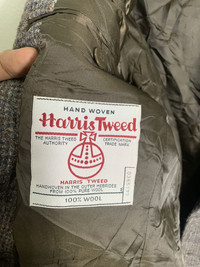 HAND WOVEN
Harris Tweed
THE HARRIS TWEED
AUTHORITY
CERTIFICATION
TRADE MARK
HARRIS TWEED
HANDWOVEN IN THE OUTER HEBRIDES
FROM 100% PURE WOOL
100% WOOL